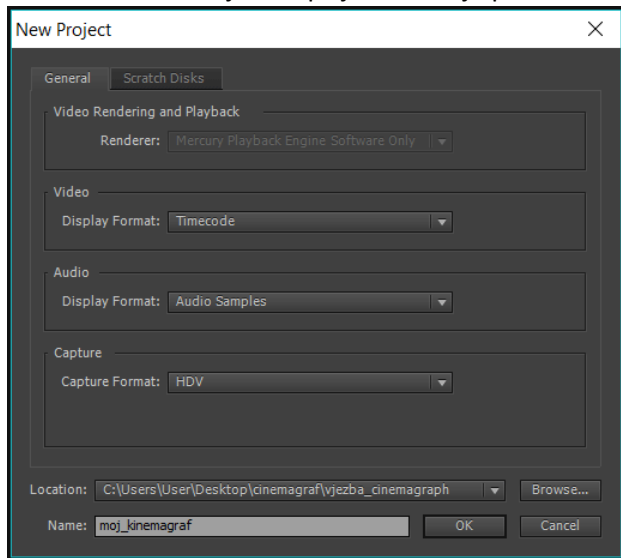 New Project
General Scratch Disks
Video Rendering and Playback
Renderer: Mercury Playback Engine Software Only
Video
Display Format: Timecode
Audio
Display Format: Audio Samples
Capture
Capture Format: HDV
Location: C:\Users\User\Desktop\cinemagraf\vjezba_cinemagraph Browse...
Name: moj_kinemagraf OK Cancel